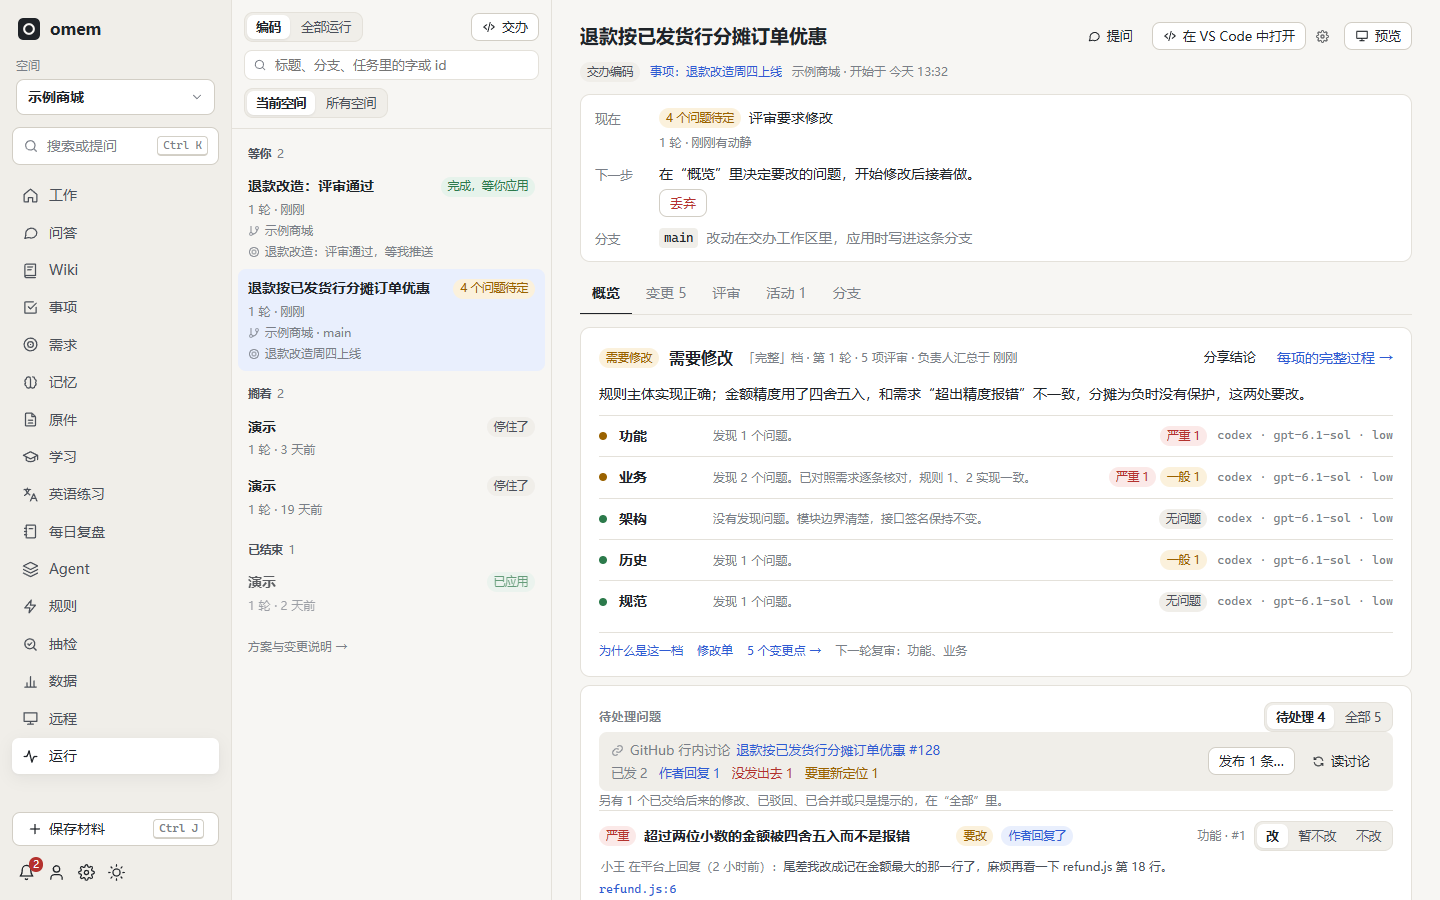 omem
空间
示例商城
搜索或提问 Ctrl K
工作
问答
Wiki
事项
需求
记忆
原件
学习
英语练习
每日复盘
Agent
规则
抽检
数据
远程
运行
保存材料 Ctrl J
2
编码 全部运行 交办
标题、分支、任务里的字或 id
当前空间 所有空间
等你 2
退款改造：评审通过 完成，等你应用
1 轮 · 刚刚
示例商城
退款改造：评审通过，等我推送
退款按已发货行分摊订单优惠 4 个问题待定
1 轮 · 刚刚
示例商城 · main
退款改造周四上线
搁着 2
演示 停住了
1 轮 · 3 天前
演示 停住了
1 轮 · 19 天前
已结束 1
演示 已应用
1 轮 · 2 天前
方案与变更说明 →
退款按已发货行分摊订单优惠 提问 在 VS Code 中打开 预览
交办编码 事项：退款改造周四上线 示例商城 · 开始于 今天 13:32
现在 4 个问题待定 评审要求修改
1 轮 · 刚刚有动静
下一步 在“概览”里决定要改的问题，开始修改后接着做。
丢弃
分支 main 改动在交办工作区里，应用时写进这条分支
概览 变更 5 评审 活动 1 分支
需要修改 需要修改 「完整」档 · 第 1 轮 · 5 项评审 · 负责人汇总于 刚刚 分享结论 每项的完整过程 →
规则主体实现正确；金额精度用了四舍五入，和需求“超出精度报错”不一致，分摊为负时没有保护，这两处要改。
功能 发现 1 个问题。 严重 1 codex · gpt-6.1-sol · low
业务 发现 2 个问题。已对照需求逐条核对，规则 1、2 实现一致。 严重 1 一般 1 codex · gpt-6.1-sol · low
架构 没有发现问题。模块边界清楚，接口签名保持不变。 无问题 codex · gpt-6.1-sol · low
历史 发现 1 个问题。 一般 1 codex · gpt-6.1-sol · low
规范 发现 1 个问题。 无问题 codex · gpt-6.1-sol · low
为什么是这一档 修改单 5 个变更点 → 下一轮复审：功能、业务
待处理问题 待处理 4 全部 5
GitHub 行内讨论 退款按已发货行分摊订单优惠 #128
已发 2 作者回复 1 没发出去 1 要重新定位 1 发布 1 条... 读讨论
另有 1 个已交给后来的修改、已驳回、已合并或只是提示的，在“全部”里。
严重 超过两位小数的金额被四舍五入而不是报错 要改 作者回复了 功能 · #1 改 暂不改 不改
小王 在平台上回复（2 小时前）：尾差我改成记在金额最大的那一行了，麻烦再看一下 refund.js 第 18 行。
refund.js:6